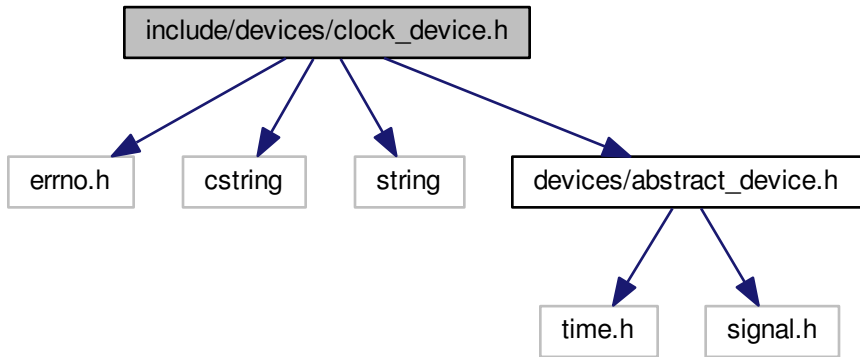 include/devices/clock_device.h
errno.h
cstring
string
devices/abstract_device.h
time.h
signal.h